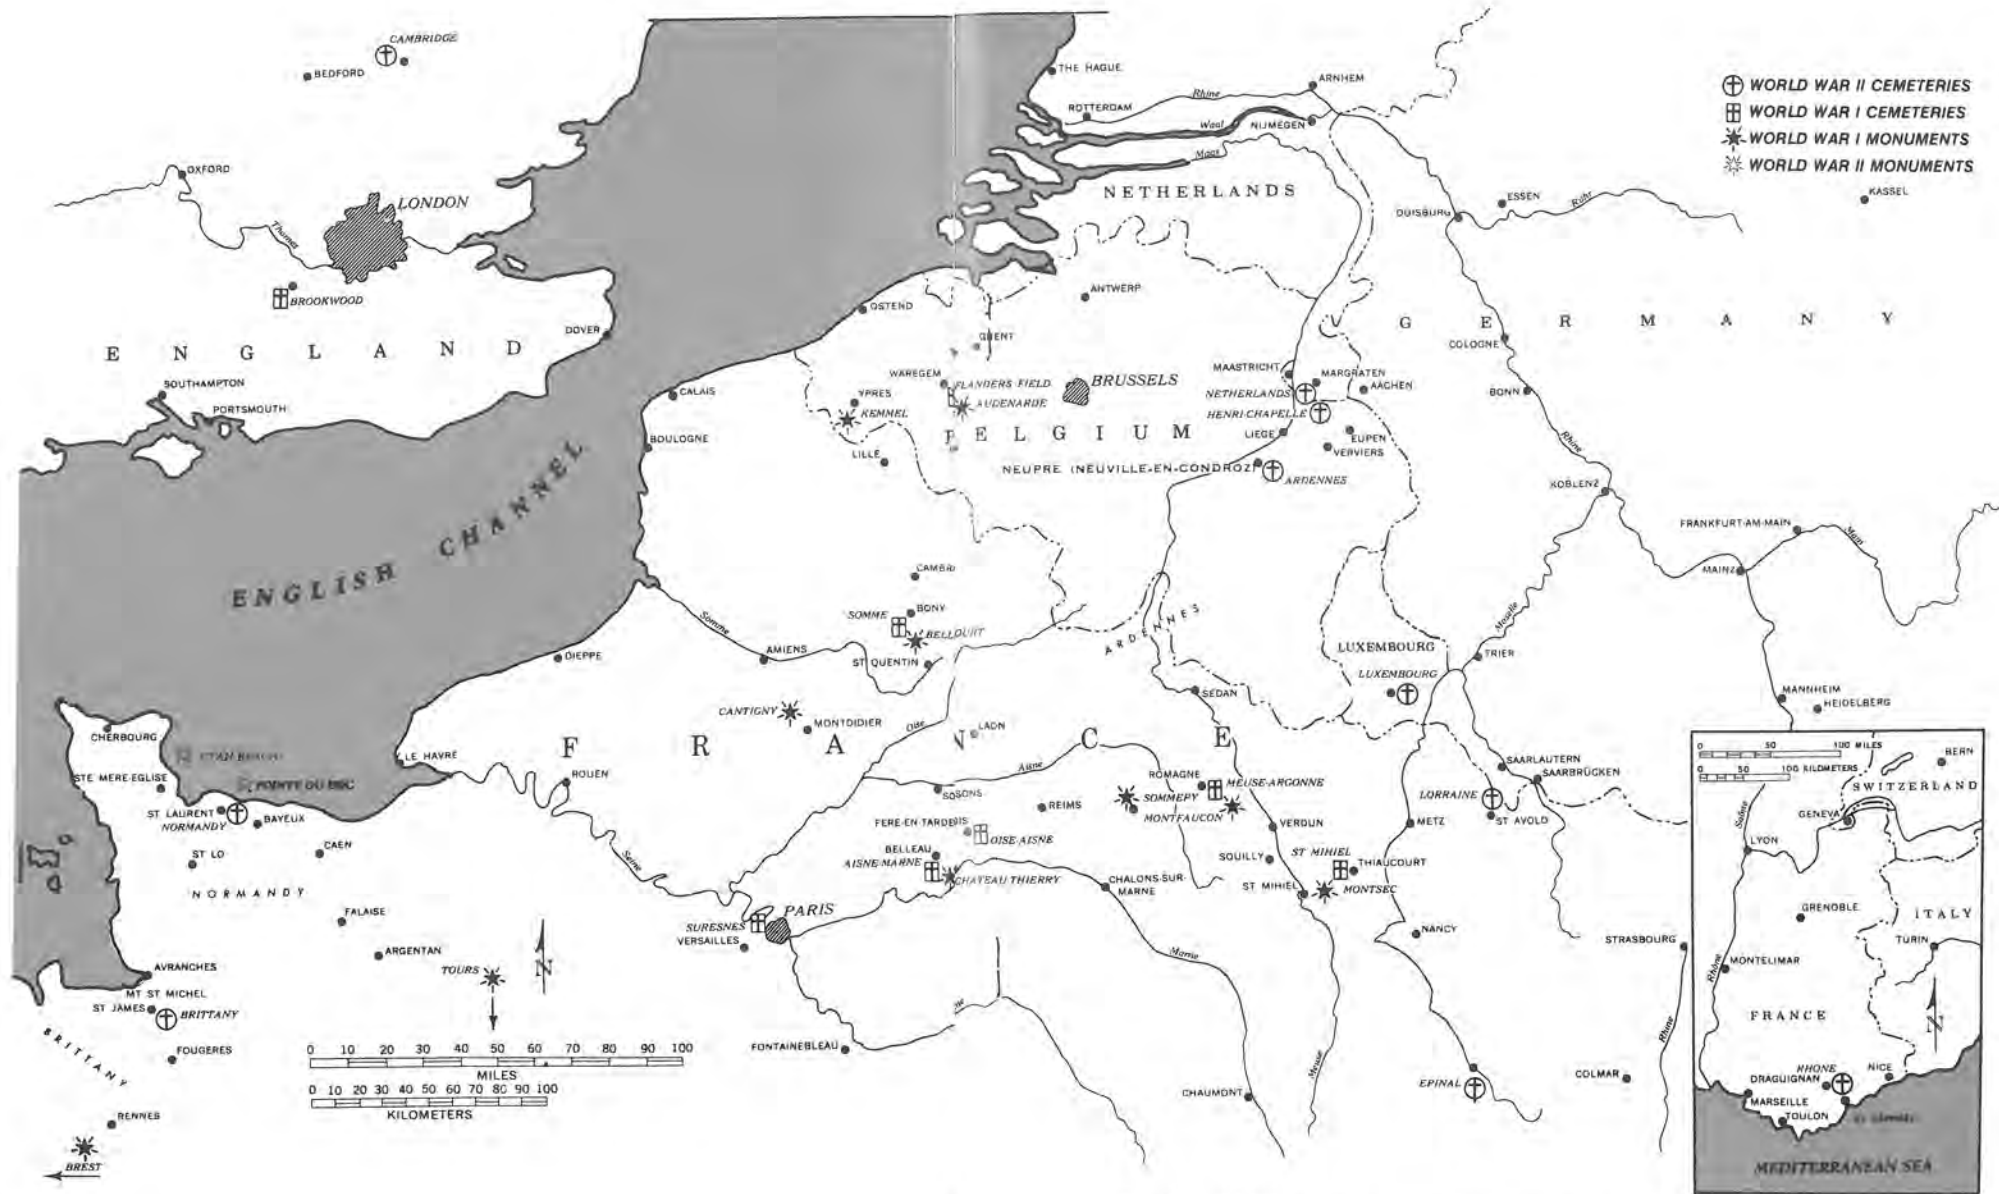 CAMBRIDGE
BEDFORD
OXFORD
LONDON
Thames
BROOKWOOD
ENGLAND
DOVER
SOUTHAMPTON
PORTSMOUTH
ENGLISH CHANNEL
THE HAGUE
ROTTERDAM
Rhine
ARNHEM
Waal
NIJMEGEN
Maas
NETHERLANDS
WORLD WAR II CEMETERIES
WORLD WAR I CEMETERIES
WORLD WAR I MONUMENTS
WORLD WAR II MONUMENTS
KASSEL
DUISBURG
ESSEN
Ruhr
GERMANY
COLOGNE
BONN
Rhine
KOBLENZ
FRANKFURT-AM-MAIN
Main
MAINZ
Moselle
TRIER
MANNHEIM
HEIDELBERG
OSTEND
ANTWERP
GHENT
WAREGEM
FLANDERS FIELD
AUDENARDE
BRUSSELS
YPRES
KEMMEL
BELGIUM
LILLE
MAASTRICHT
MARGRATEN
NETHERLANDS
AACHEN
HENRI-CHAPELLE
LIEGE
EUPEN
VERVIERS
NEUPRE (NEUVILLE-EN-CONDROZ)
ARDENNES
CALAIS
BOULOGNE
CAMBRI
BONY
SOMME
BELLCOURT
Somme
AMIENS
ST QUENTIN
DIEPPE
ARDENNES
LUXEMBOURG
LUXEMBOURG
SEDAN
CANTIGNY
MONTDIDIER
Oise
LAON
FRANCE
CHERBOURG
UTAH BEACH
LE HAVRE
STE MERE-EGLISE
POINTE DU HOC
ROUEN
ST LAURENT
NORMANDY
BAYEUX
ST LO
CAEN
NORMANDY
Seine
FALAISE
ARGENTAN
AVRANCHES
MT ST MICHEL
ST JAMES
BRITTANY
BRITTANY
FOUGERES
RENNES
BREST
TOURS
N
0 10 20 30 40 50 60 70 80 90 100
MILES
0 10 20 30 40 50 60 70 80 90 100
KILOMETERS
Aisne
SOSONS
REIMS
ROMAGNE
MEUSE-ARGONNE
SOMMEPY
MONTFAUCON
FERE-EN-TARDENOIS
OISE-AISNE
BELLEAU
AISNE-MARNE
CHATEAU THIERRY
CHALONS-SUR-
MARNE
VERDUN
SOUILLY
ST MIHIEL
THIAUCOURT
ST MIHIEL
MONTSEC
SAARLAUTERN
SAARBRÜCKEN
LORRAINE
ST AVOLD
METZ
NANCY
PARIS
SURESNES
VERSAILLES
Marne
FONTAINEBLEAU
CHAUMONT
Meuse
EPINAL
STRASBOURG
Rhine
COLMAR
0 50 100 MILES
0 50 100 KILOMETERS
BERN
SWITZERLAND
GENEVA
Saône
LYON
GRENOBLE
ITALY
TURIN
Rhône
MONTELIMAR
N
FRANCE
RHONE
NICE
DRAGUIGNAN
MARSEILLE
TOULON
MEDITERRANEAN SEA